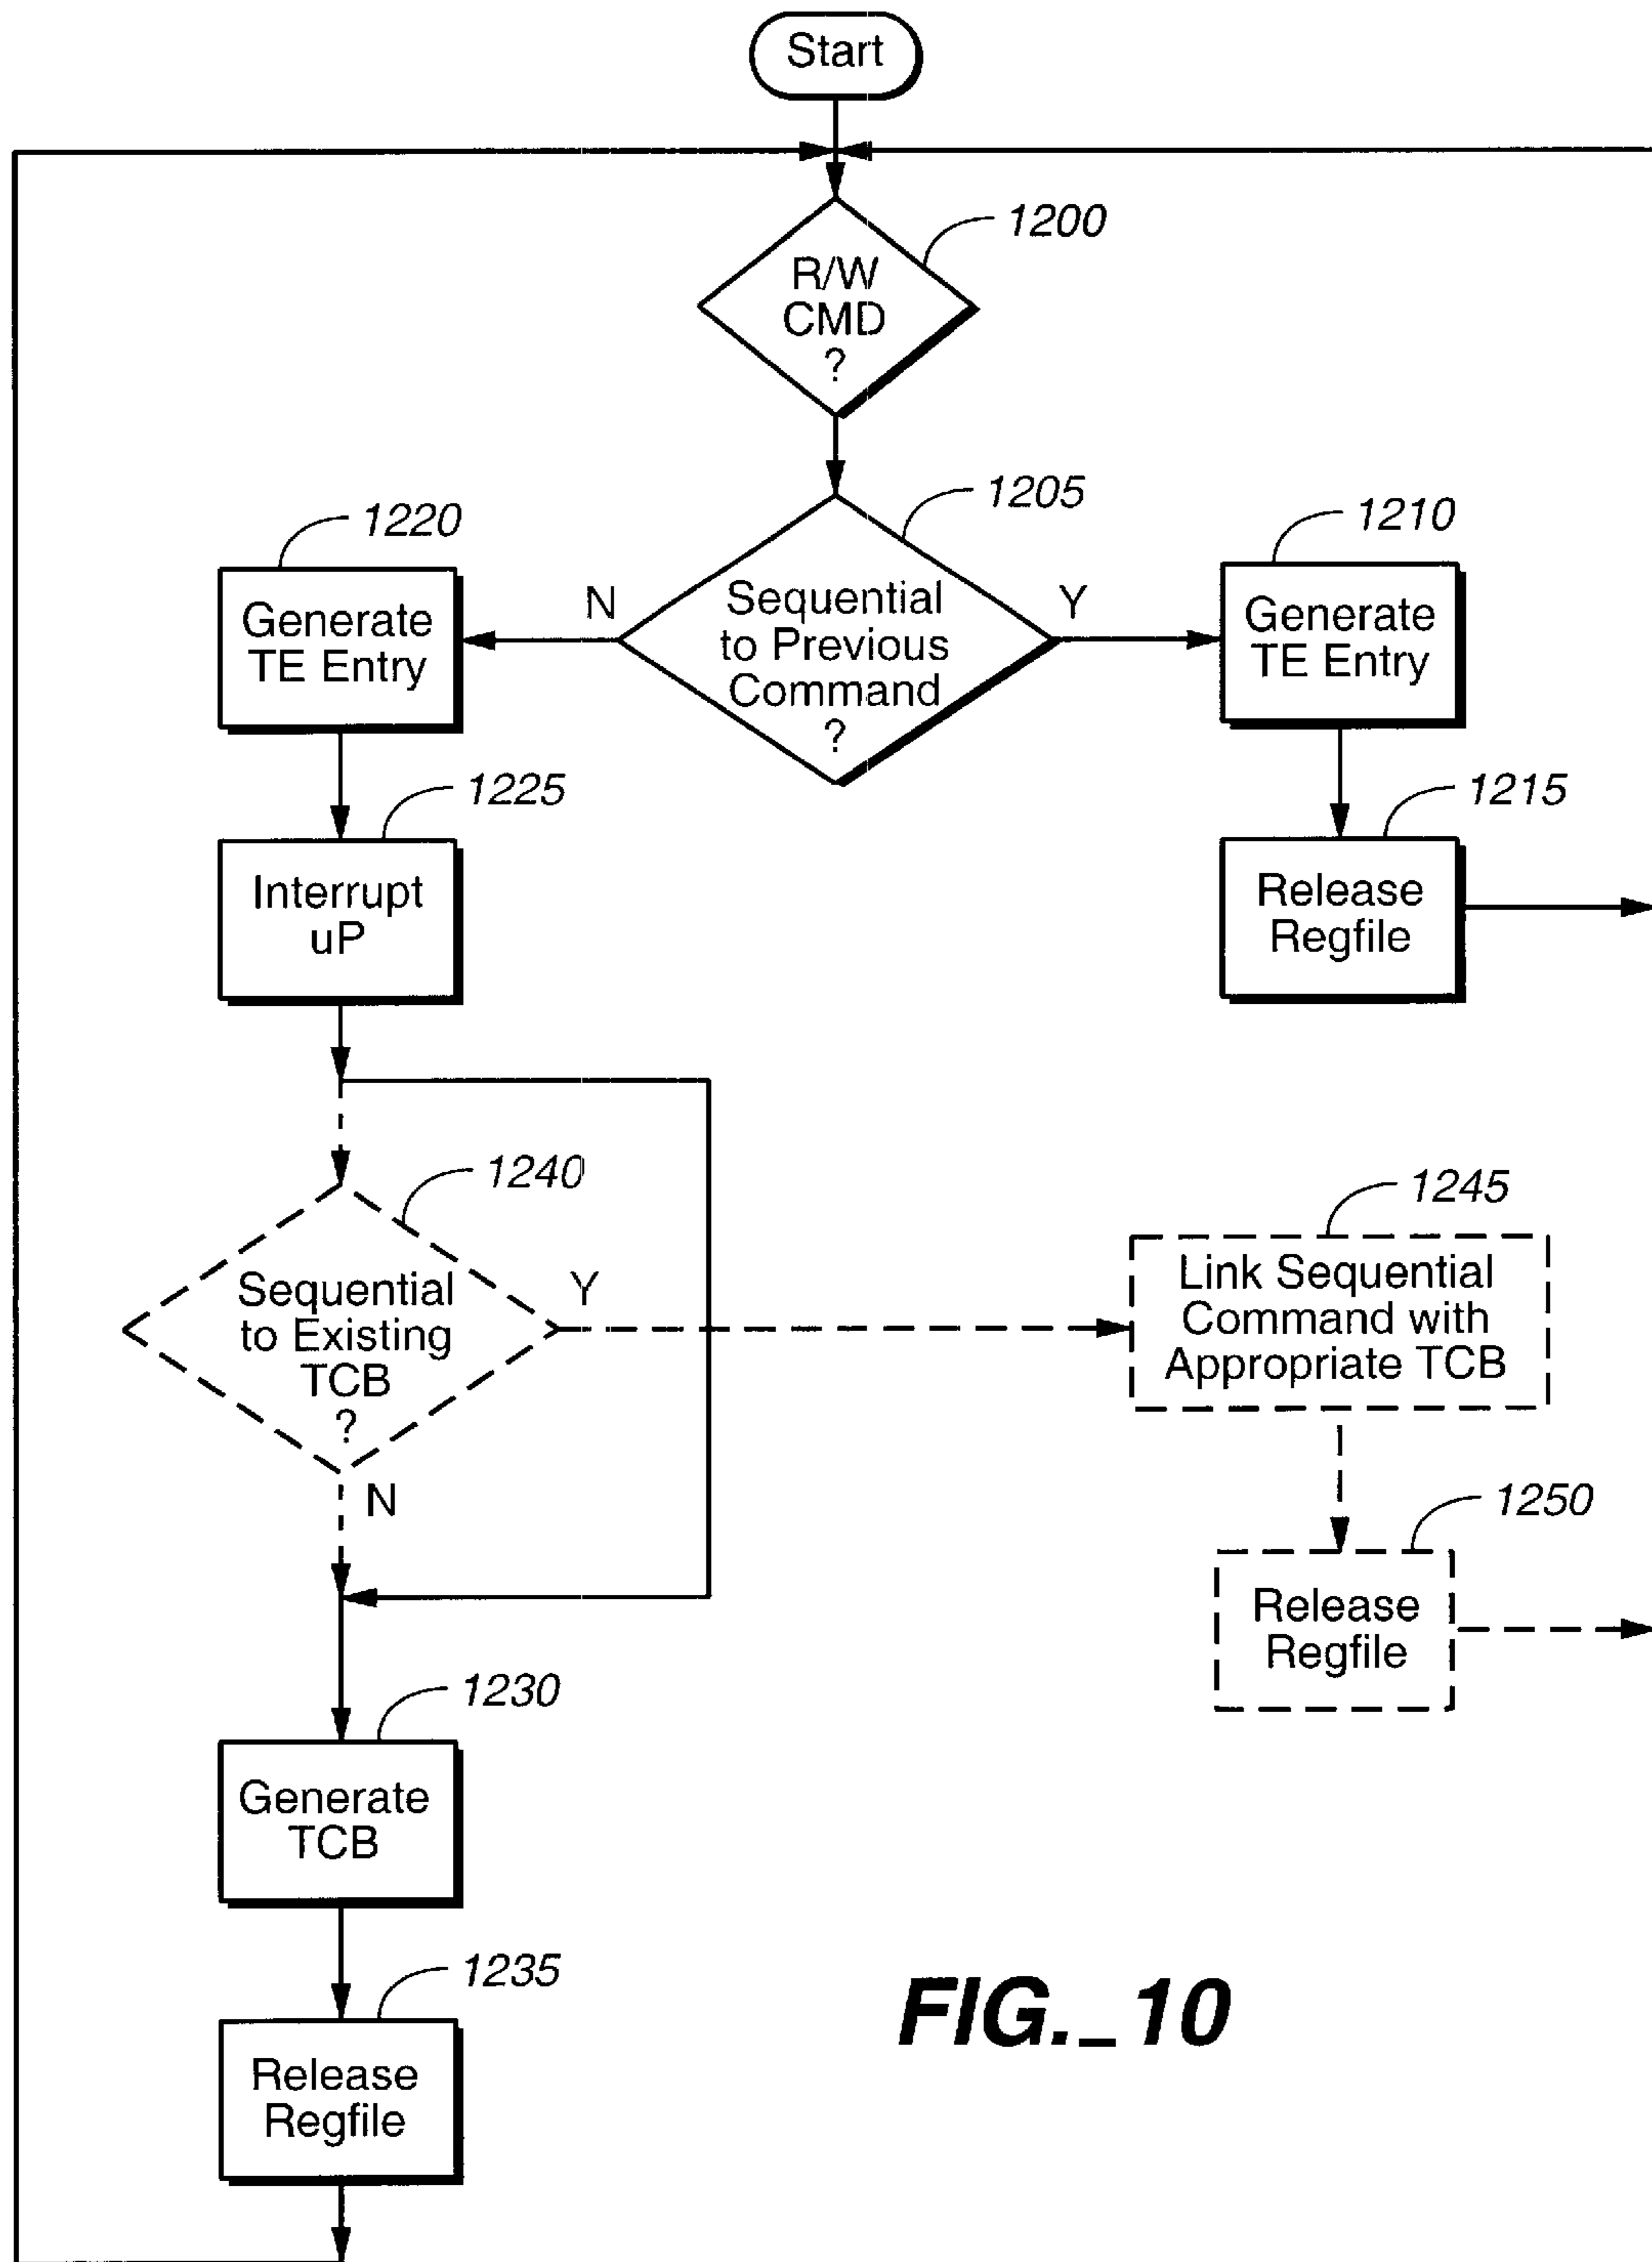 Start
1200
R/W
CMD
?
1205
Sequential
to Previous
Command
?
N
Y
1220
Generate
TE Entry
1210
Generate
TE Entry
1225
Interrupt
uP
1215
Release
Regfile
1240
Sequential
to Existing
TCB
?
Y
N
1245
Link Sequential
Command with
Appropriate TCB
1250
Release
Regfile
1230
Generate
TCB
1235
Release
Regfile
FIG._10